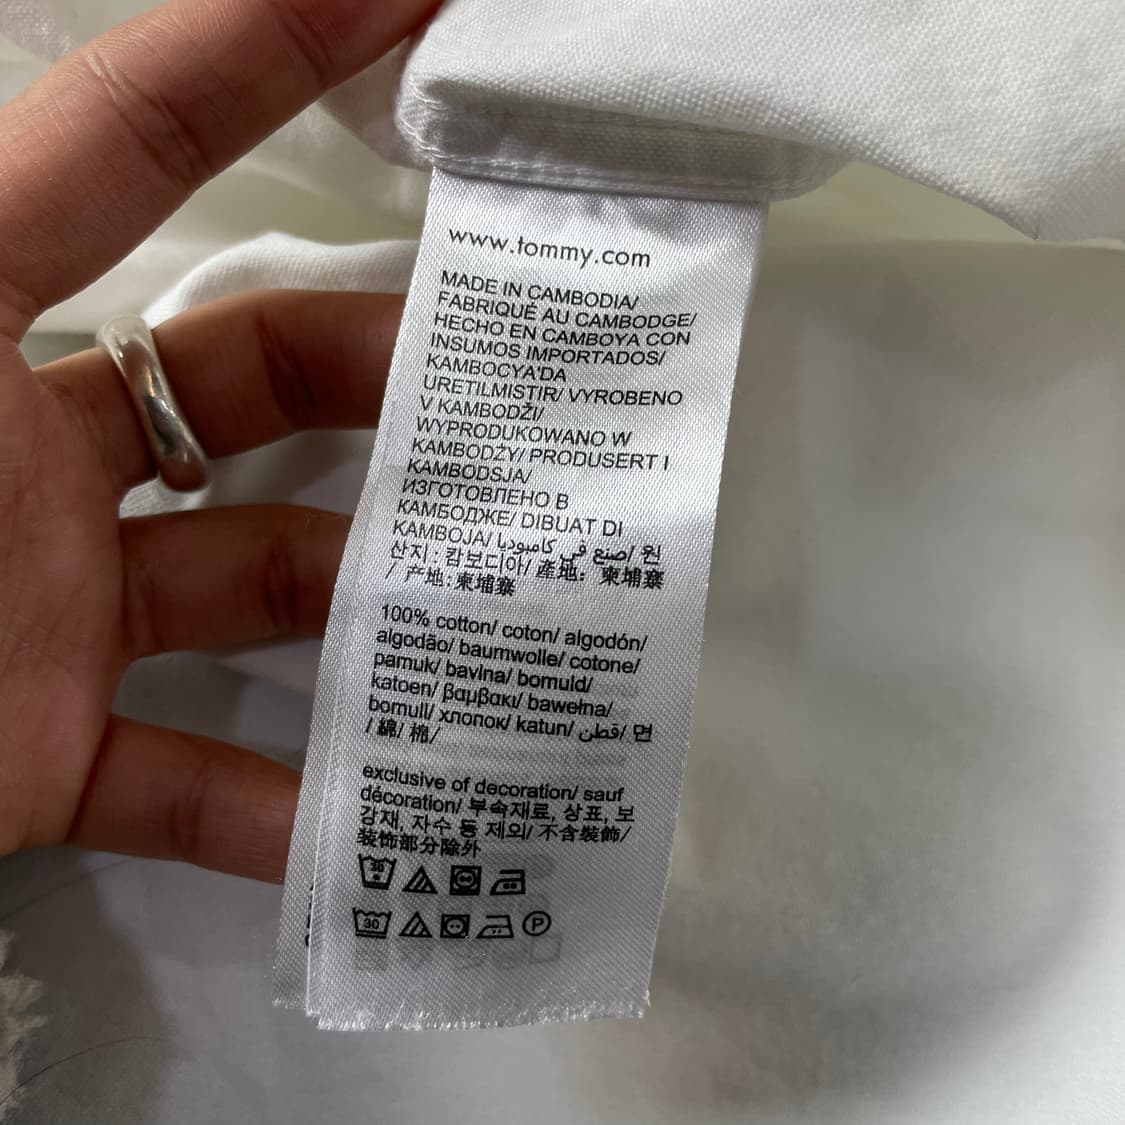 www.tommy.com
MADE IN CAMBODIA/
FABRIQUÉ AU CAMBODGE/
HECHO EN CAMBOYA CON
INSUMOS IMPORTADOS/
KAMBOCYA'DA
URETILMISTIR/ VYROBENO
V KAMBODŽI/
WYPRODUKOWANO W
KAMBODŻY/ PRODUSERT I
KAMBODSJA/
ИЗГОТОВЛЕНО В
КАМБОДЖЕ/ DIBUAT DI
KAMBOJA/ صنع في كامبوديا/ 원
산지: 캄보디아/ 產地: 柬埔寨
/ 产地:柬埔寨
100% cotton/ coton/ algodón/
algodão/ baumwolle/ cotone/
pamuk/ bavlna/ bomuld/
katoen/ βαμβακι/ bawełna/
bomull/ хлопок/ katun/ قطن/ 면
/ 綿/ 棉/
exclusive of decoration/ sauf
décoration/ 부속재료, 상표, 보
강재, 자수 등 제외/ 不含裝飾/
装饰部分除外
30
30 P